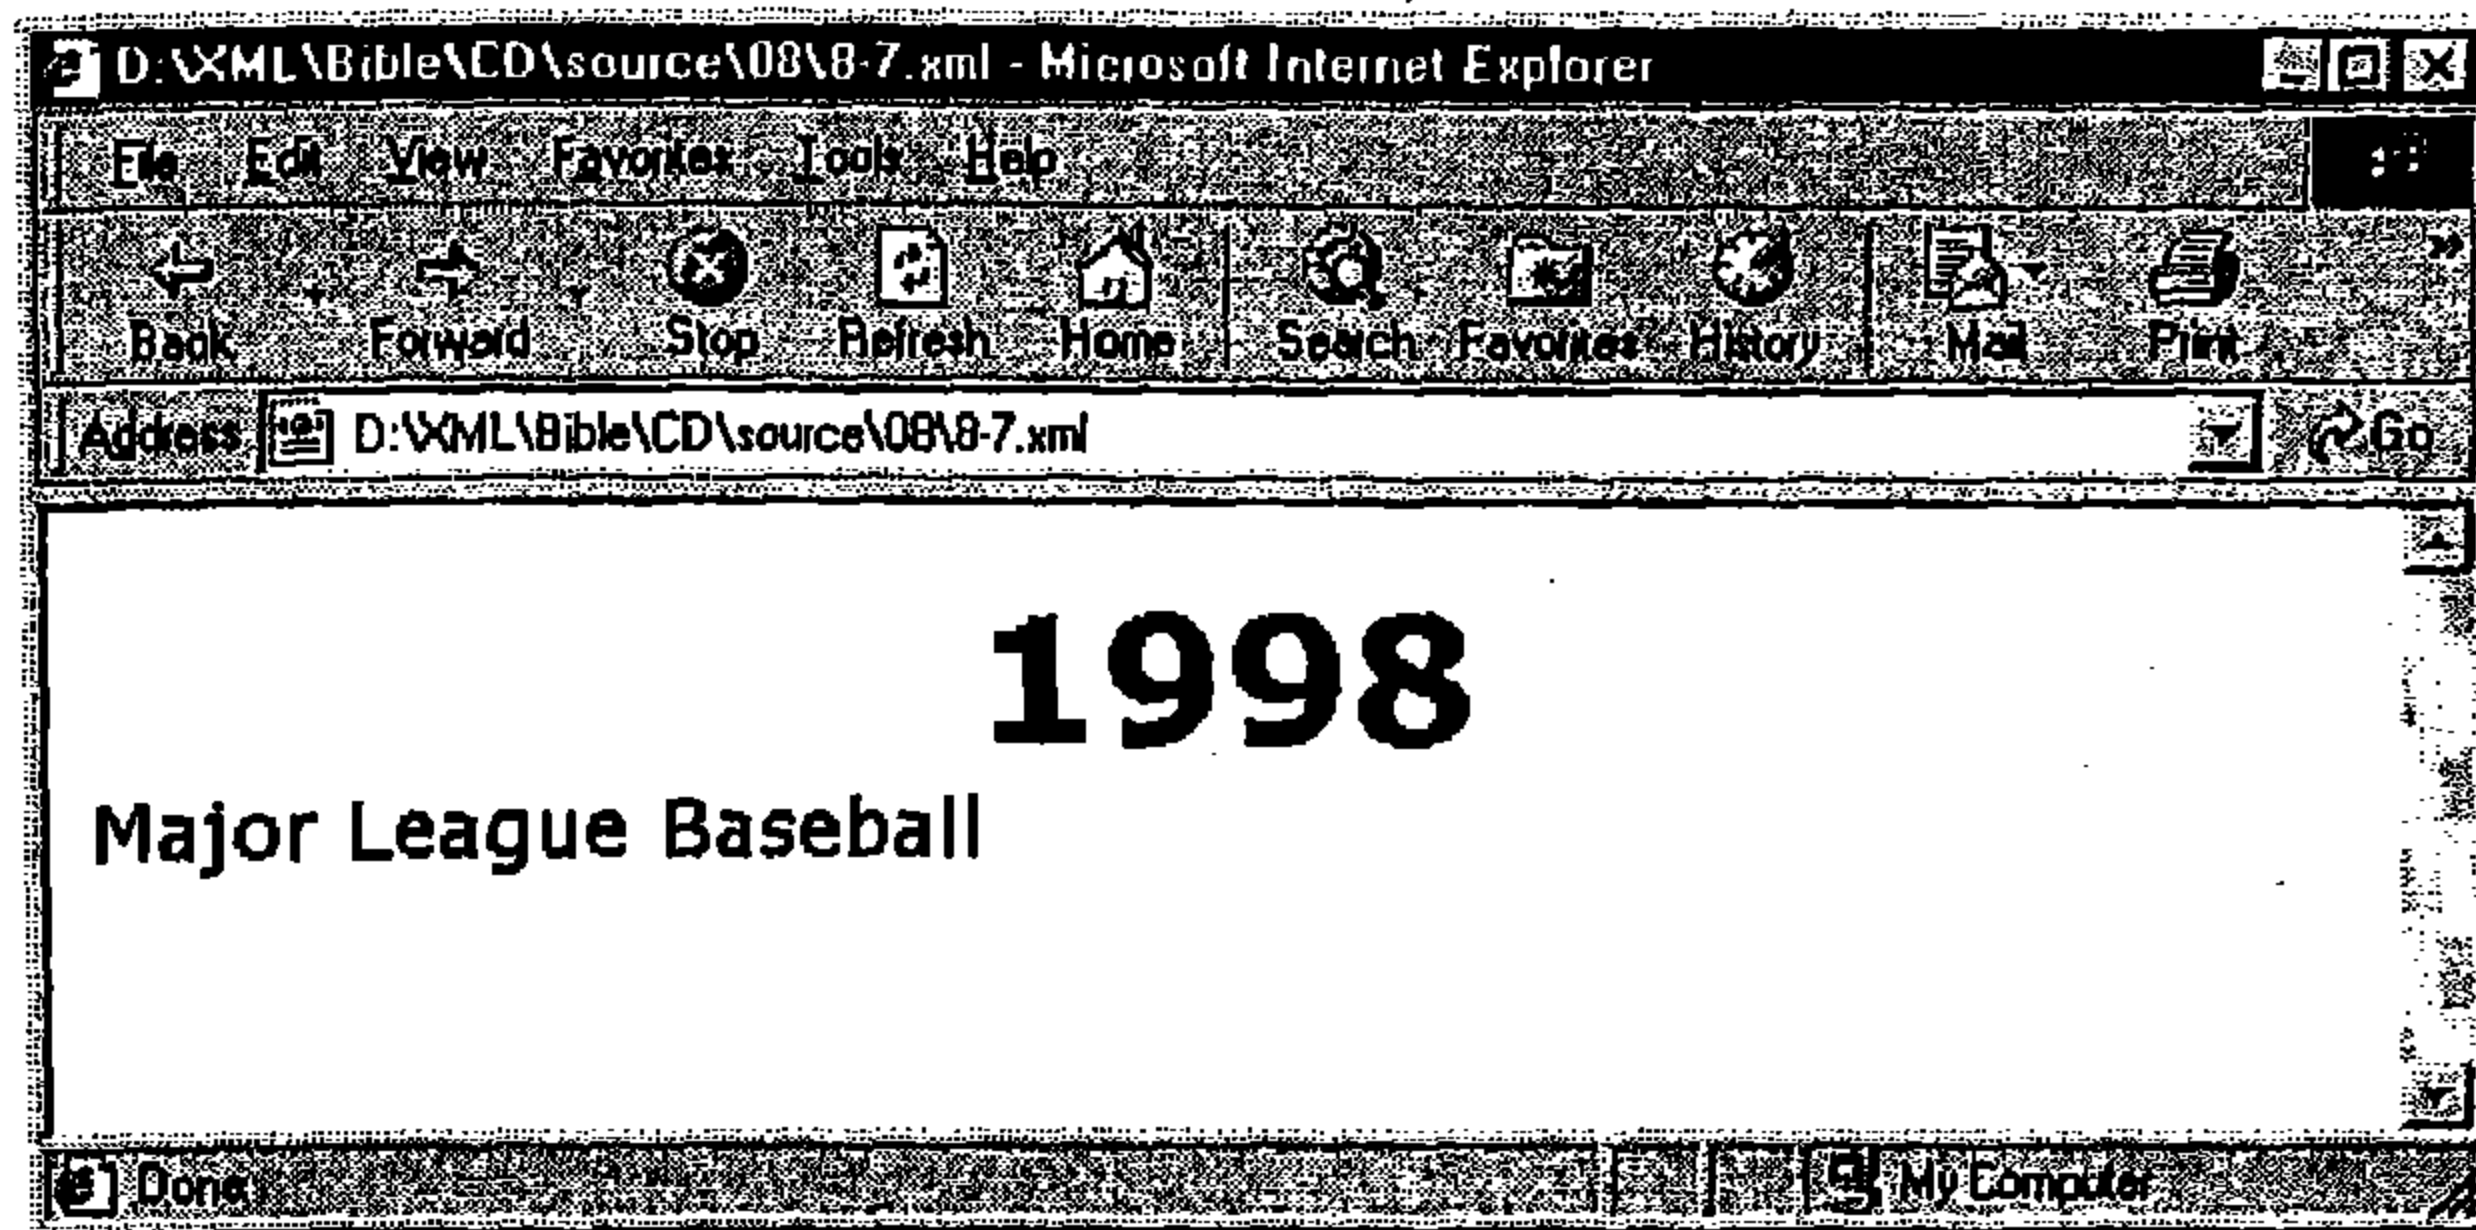 D:\XML\Bible\CD\source\08\8-7.xml - Microsoft Internet Explorer
File Edit View Favorites Tools Help
Back Forward Stop Refresh Home Search Favorites History Mail Print »
Address D:\XML\Bible\CD\source\08\8-7.xml Go
1998
Major League Baseball
Done My Computer